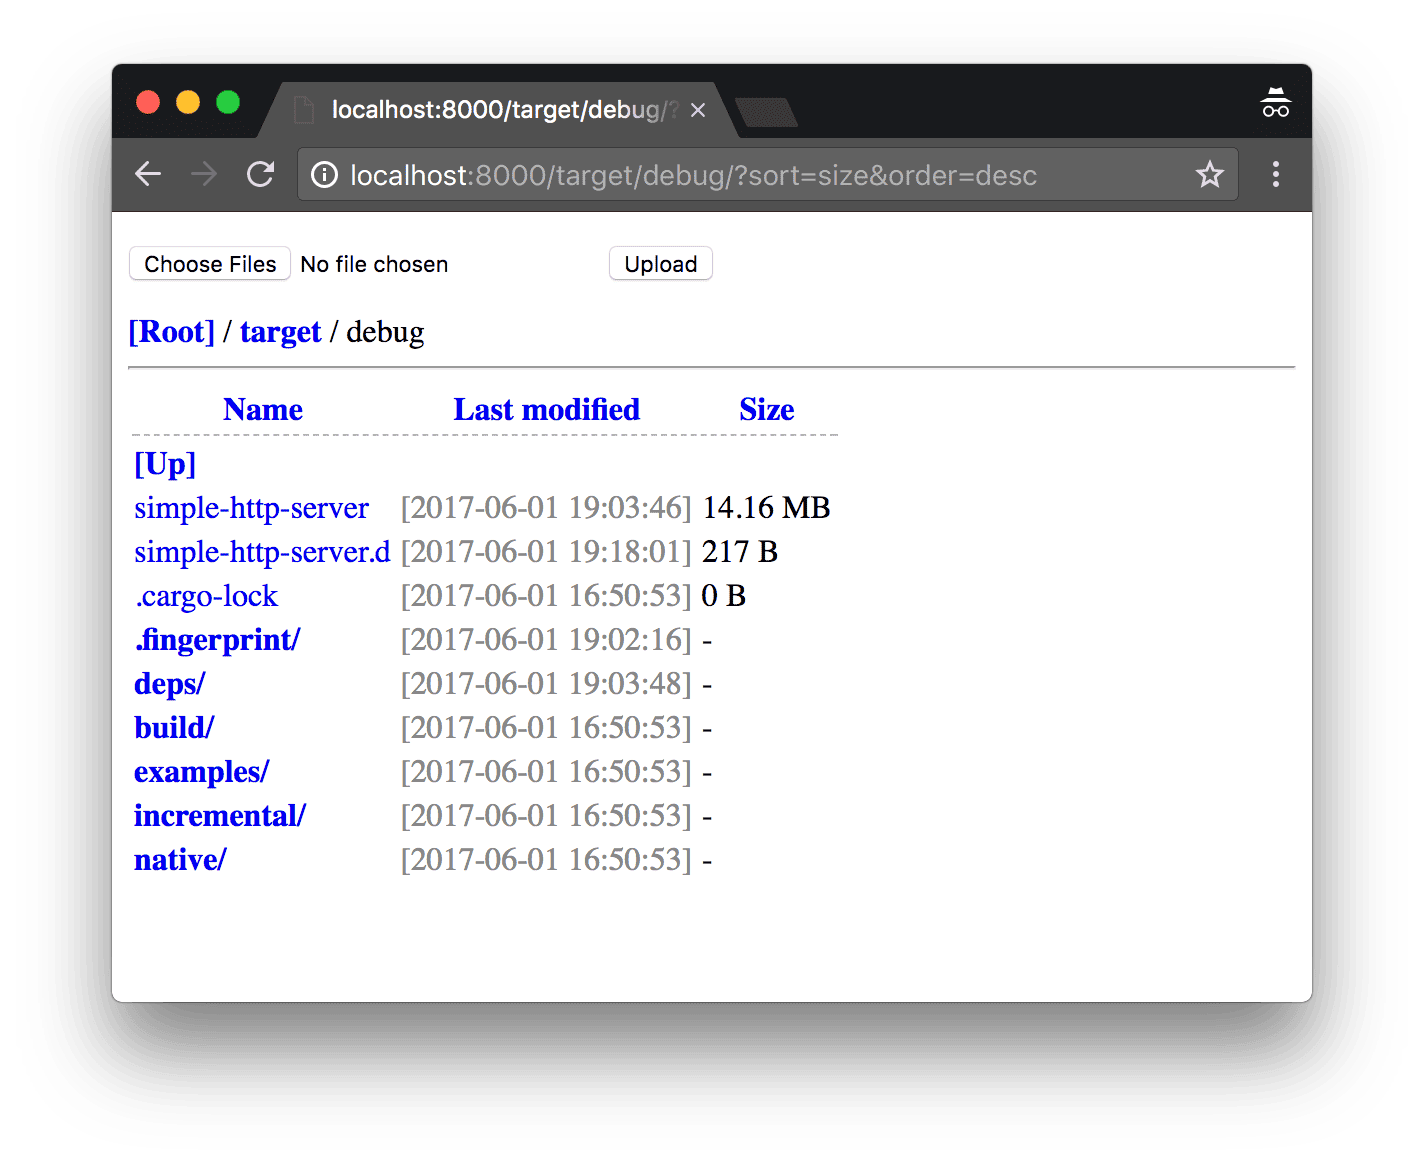 localhost:8000/target/debug/?
localhost:8000/target/debug/?sort=size&order=desc
Choose Files No file chosen Upload
[Root] / target / debug
Name Last modified Size
[Up]
simple-http-server [2017-06-01 19:03:46] 14.16 MB
simple-http-server.d [2017-06-01 19:18:01] 217 B
.cargo-lock [2017-06-01 16:50:53] 0 B
.fingerprint/ [2017-06-01 19:02:16] -
deps/ [2017-06-01 19:03:48] -
build/ [2017-06-01 16:50:53] -
examples/ [2017-06-01 16:50:53] -
incremental/ [2017-06-01 16:50:53] -
native/ [2017-06-01 16:50:53] -